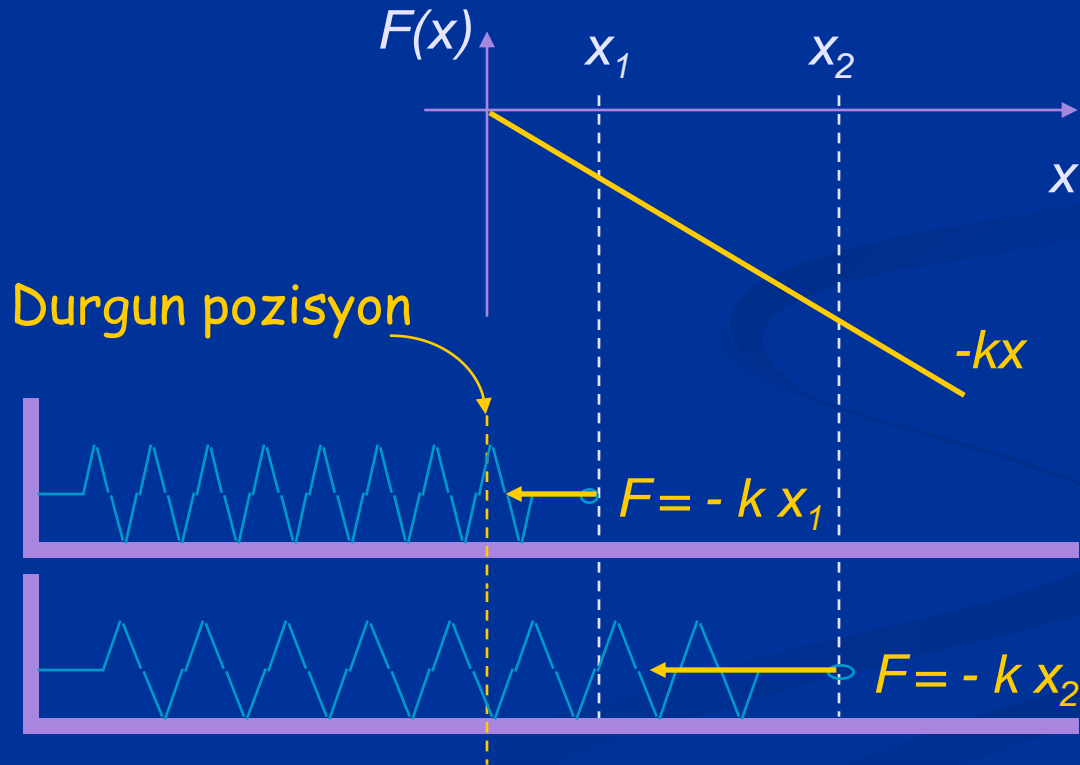 F(x)
x₁
x₂
x
Durgun pozisyon
-kx
F = - k x₁
F = - k x₂